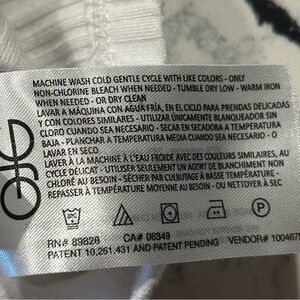 MACHINE WASH COLD GENTLE CYCLE WITH LIKE COLORS - ONLY
NON-CHLORINE BLEACH WHEN NEEDED - TUMBLE DRY LOW - WARM IRON
WHEN NEEDED - OR DRY CLEAN
LAVAR A MÁQUINA CON AGUA FRÍA, EN EL CICLO PARA PRENDAS DELICADAS
Y CON COLORES SIMILARES - UTILIZAR ÚNICAMENTE BLANQUEADOR SIN
CLORO CUANDO SEA NECESARIO - SECAR EN SECADORA A TEMPERATURA
BAJA - PLANCHAR A TEMPERATURA MEDIA CUANDO SEA NECESARIO - O
LAVAR EN SECO
LAVER À LA MACHINE À L'EAU FROIDE AVEC DES COULEURS SIMILAIRES, AU
CYCLE DÉLICAT - UTILISER SEULEMENT UN AGENT DE BLANCHIMENT NON
CHLORÉ AU BESOIN - SÉCHER PAR CULBUTAGE À BASSE TEMPÉRATURE -
REPASSER À TEMPÉRATURE MOYENNE AU BESOIN - OU NETTOYER À SEC
P
RN# 89826 CA# 08349 VENDOR# 1004675
PATENT 10,251,431 AND PATENT PENDING